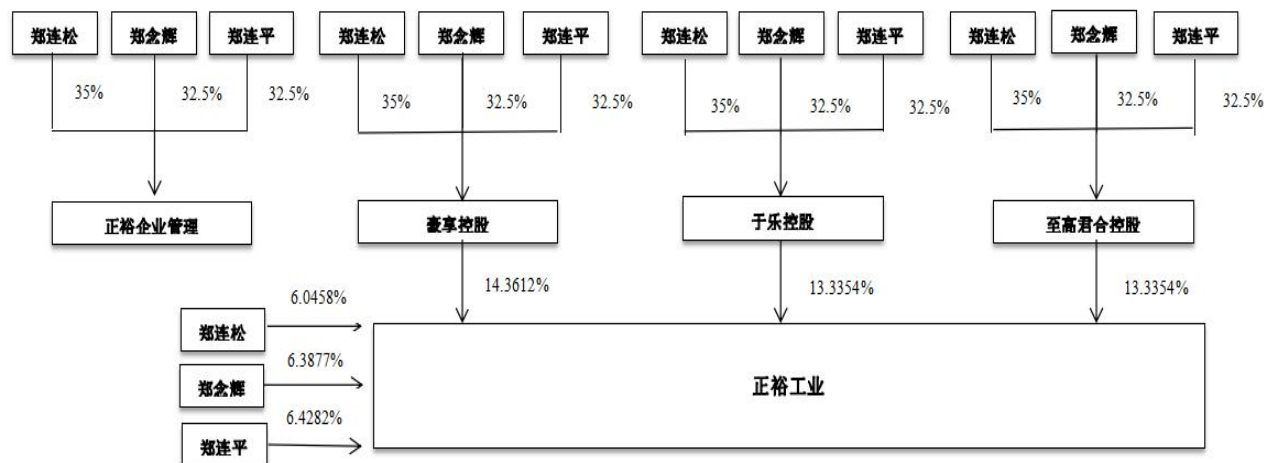 郑连松 郑念辉 郑连平 郑连松 郑念辉 郑连平 郑连松 郑念辉 郑连平 郑连松 郑念辉 郑连平
35% 32.5% 32.5% 35% 32.5% 32.5% 35% 32.5% 32.5% 35% 32.5% 32.5%
正裕企业管理 豪享控股 于乐控股 至高君合控股
14.3612% 13.3354% 13.3354%
6.0458%
郑连松
6.3877%
郑念辉
正裕工业
6.4282%
郑连平